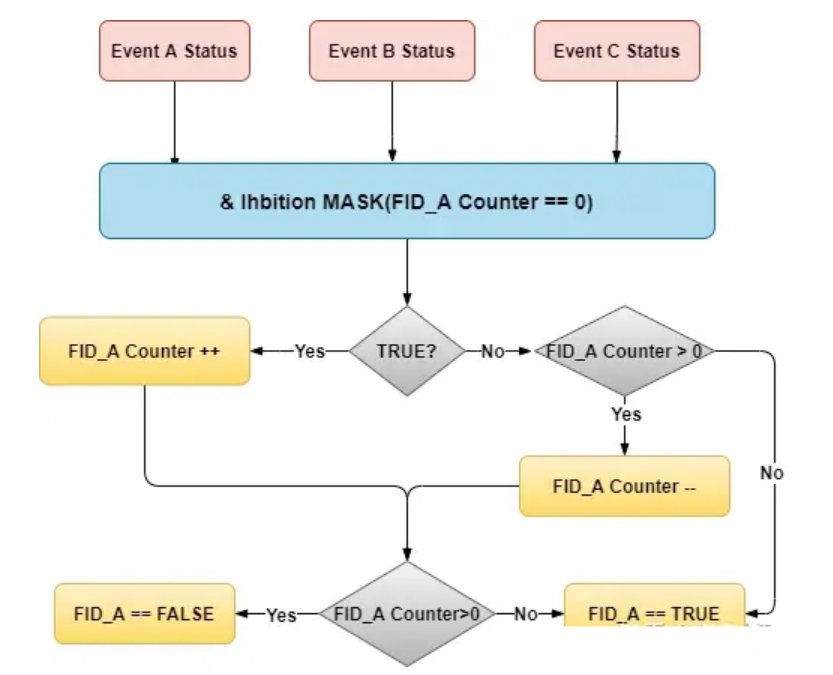 Event A Status
Event B Status
Event C Status
& Ihbition MASK(FID_A Counter == 0)
FID_A Counter ++
Yes
TRUE?
No
FID_A Counter > 0
Yes
FID_A Counter --
No
FID_A == FALSE
Yes
FID_A Counter>0
No
FID_A == TRUE